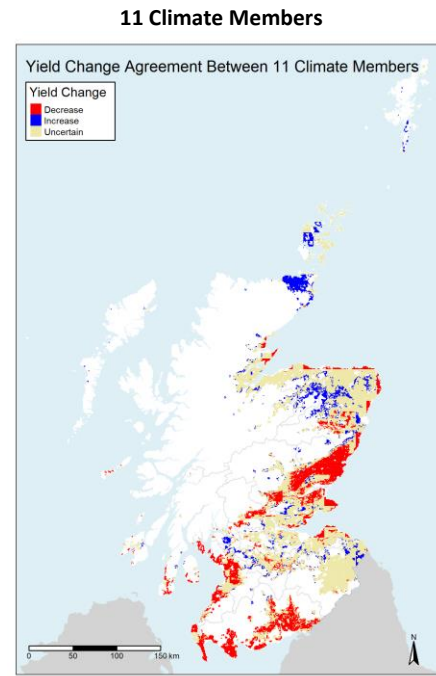 11 Climate Members
Yield Change Agreement Between 11 Climate Members
Yield Change
Decrease
Increase
Uncertain
N
0 50 100 150 km